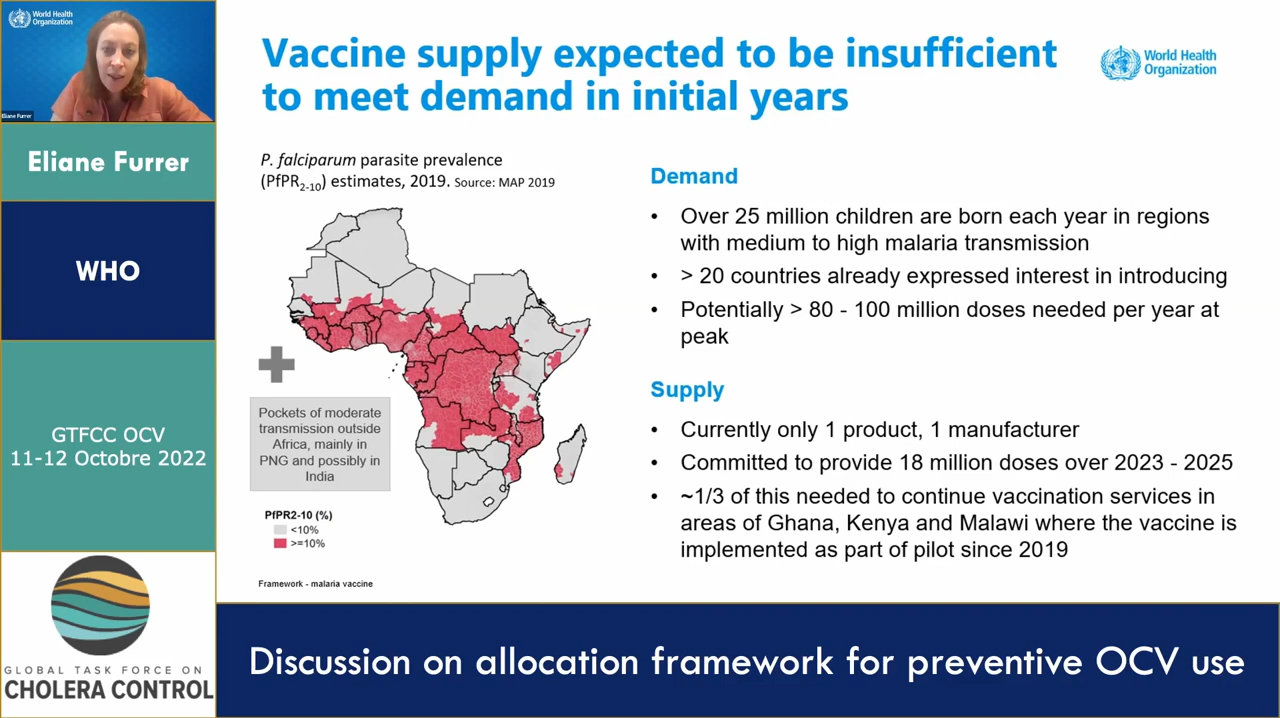 World Health
Organization
Eliane Furrer
Eliane Furrer
WHO
GTFCC OCV
11-12 Octobre 2022
GLOBAL TASK FORCE ON
CHOLERA CONTROL
Vaccine supply expected to be insufficient
to meet demand in initial years
World Health
Organization
P. falciparum parasite prevalence
(PfPR2-10) estimates, 2019. Source: MAP 2019
Pockets of moderate
transmission outside
Africa, mainly in
PNG and possibly in
India
PfPR2-10 (%)
<10%
>=10%
Framework - malaria vaccine
Demand
• Over 25 million children are born each year in regions
with medium to high malaria transmission
• > 20 countries already expressed interest in introducing
• Potentially > 80 - 100 million doses needed per year at
peak
Supply
• Currently only 1 product, 1 manufacturer
• Committed to provide 18 million doses over 2023 - 2025
• ~1/3 of this needed to continue vaccination services in
areas of Ghana, Kenya and Malawi where the vaccine is
implemented as part of pilot since 2019
Discussion on allocation framework for preventive OCV use